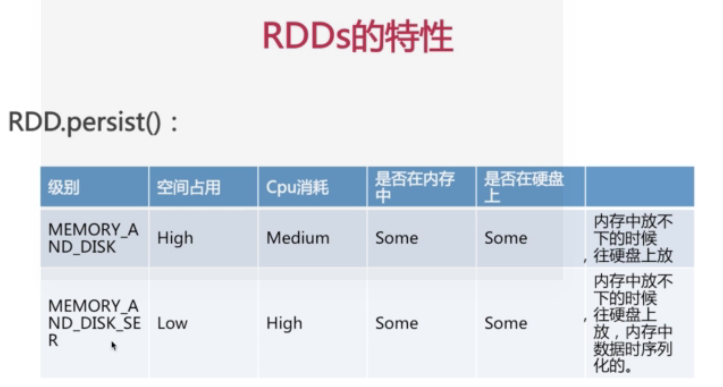 RDDs的特性
RDD.persist()：
级别
空间占用
Cpu消耗
是否在内存
中
是否在硬盘
上
MEMORY_A
ND_DISK
High
Medium
Some
Some
内存中放不
下的时候
，往硬盘上放
MEMORY_A
ND_DISK_SE
R
Low
High
Some
Some
内存中放不
下的时候
，往硬盘上
放，内存中
数据时序列
化的。